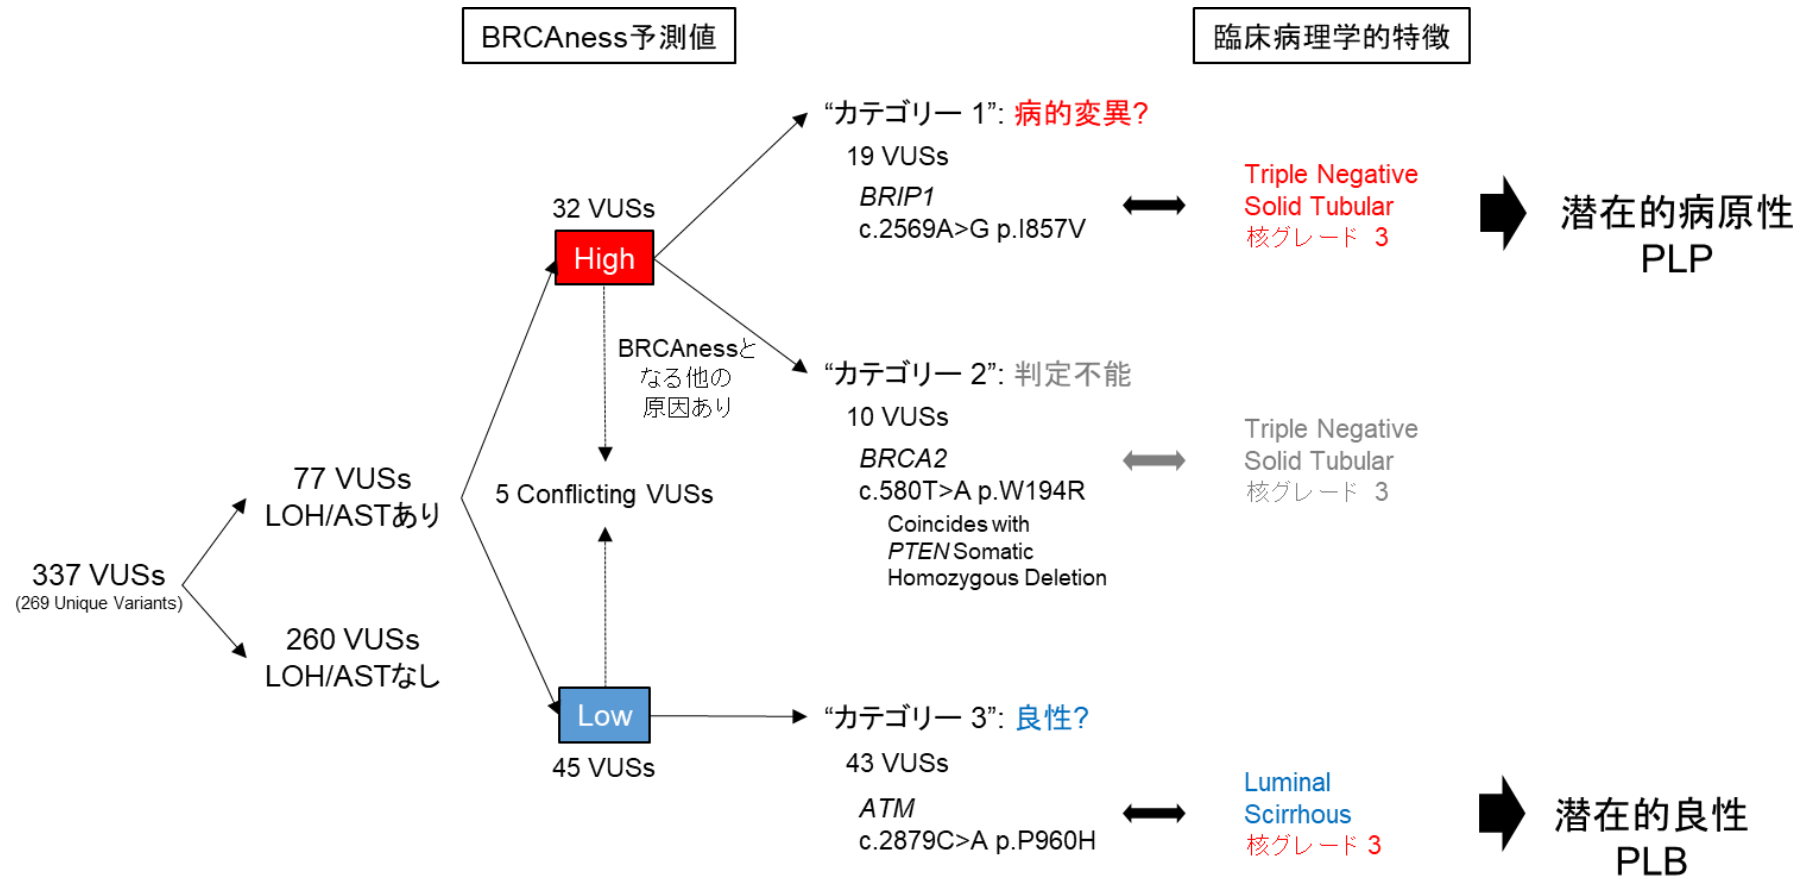 BRCAness予測値
臨床病理学的特徴
“カテゴリー 1”: 病的変異?
19 VUSs
BRIP1
c.2569A>G p.I857V
Triple Negative
Solid Tubular
核グレード 3
潜在的病原性
PLP
32 VUSs
High
BRCAnessと
なる他の
原因あり
“カテゴリー 2”: 判定不能
10 VUSs
BRCA2
c.580T>A p.W194R
Coincides with
PTEN Somatic
Homozygous Deletion
Triple Negative
Solid Tubular
核グレード 3
77 VUSs
LOH/ASTあり
5 Conflicting VUSs
337 VUSs
(269 Unique Variants)
260 VUSs
LOH/ASTなし
Low
45 VUSs
“カテゴリー 3”: 良性?
43 VUSs
ATM
c.2879C>A p.P960H
Luminal
Scirrhous
核グレード 3
潜在的良性
PLB